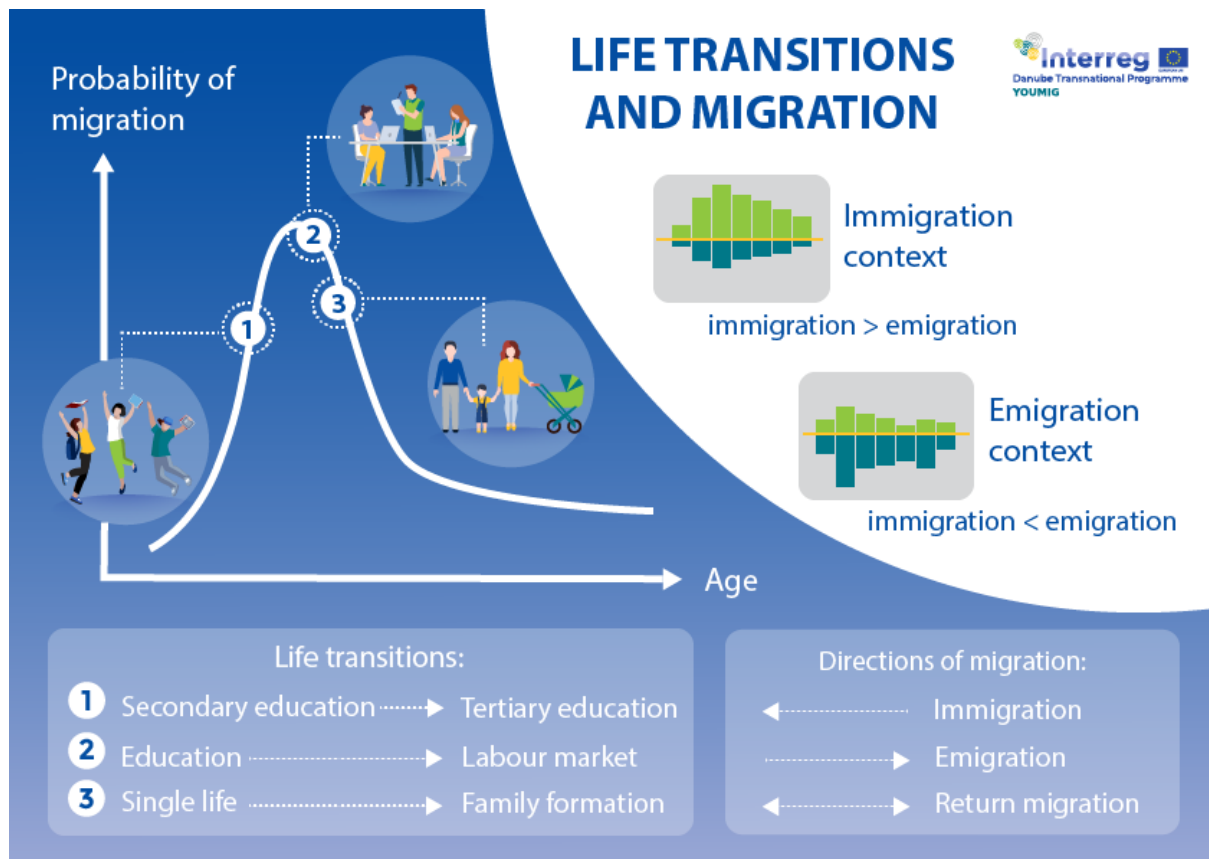 LIFE TRANSITIONS
AND MIGRATION
Interreg
Danube Transnational Programme
YOUMIG
Probability of
migration
1
2
3
Age
Immigration
context
immigration > emigration
Emigration
context
immigration < emigration
Life transitions:
1 Secondary education Tertiary education
2 Education Labour market
3 Single life Family formation
Directions of migration:
Immigration
Emigration
Return migration